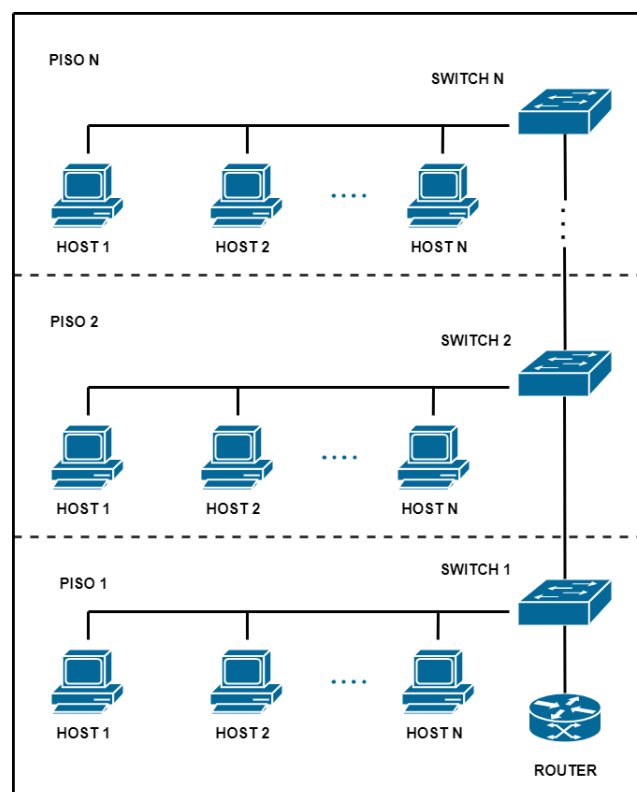 PISO N
SWITCH N
HOST 1
HOST 2
HOST N
PISO 2
SWITCH 2
HOST 1
HOST 2
HOST N
SWITCH 1
PISO 1
HOST 1
HOST 2
HOST N
ROUTER